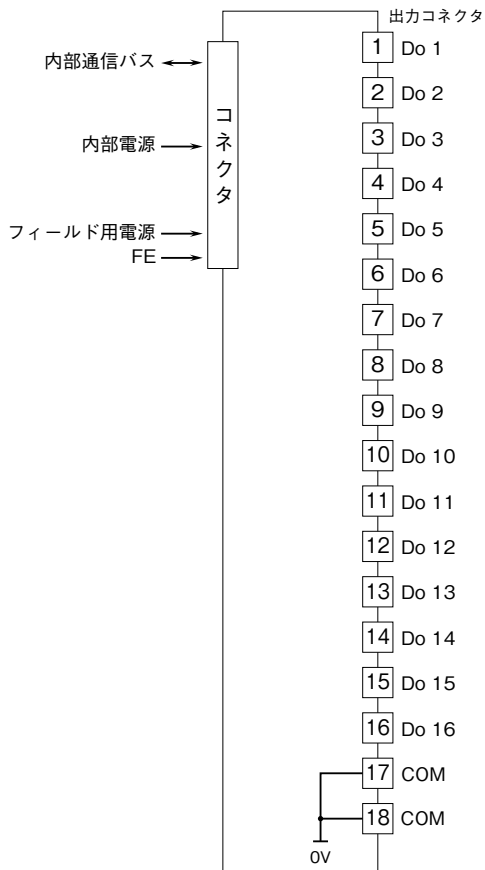 出力コネクタ
内部通信バス
内部電源
フィールド用電源
FE
コネクタ
1 Do 1
2 Do 2
3 Do 3
4 Do 4
5 Do 5
6 Do 6
7 Do 7
8 Do 8
9 Do 9
10 Do 10
11 Do 11
12 Do 12
13 Do 13
14 Do 14
15 Do 15
16 Do 16
17 COM
18 COM
0V